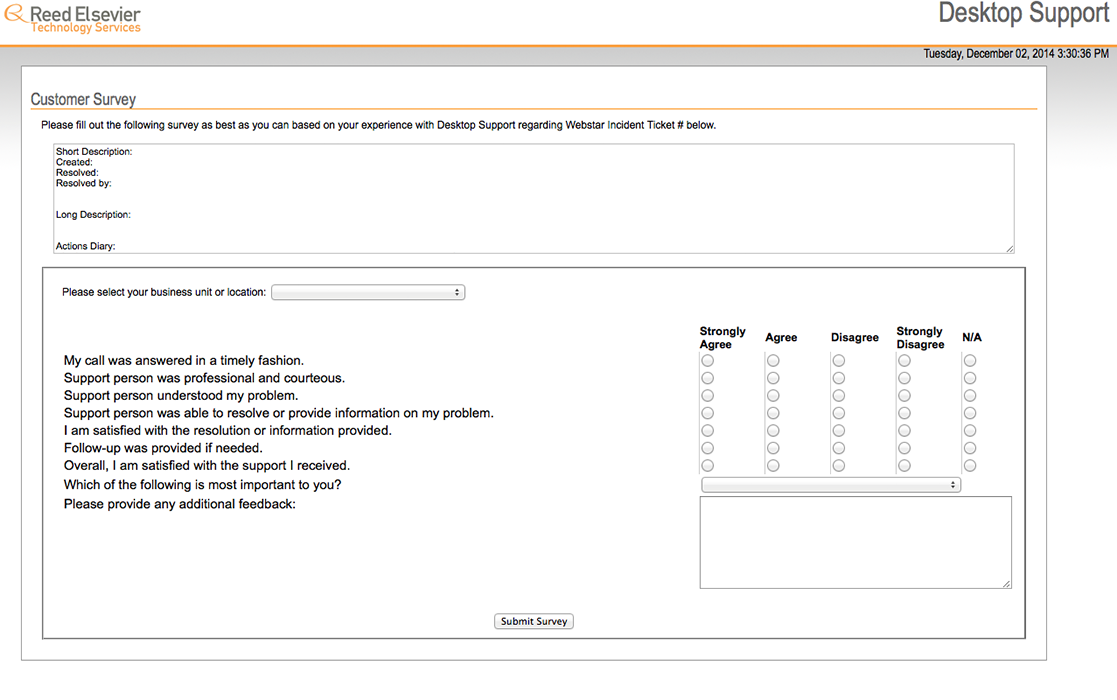 Reed Elsevier
Technology Services
Desktop Support
Tuesday, December 02, 2014 3:30:36 PM
Customer Survey
Please fill out the following survey as best as you can based on your experience with Desktop Support regarding Webstar Incident Ticket # below.
Short Description:
Created:
Resolved:
Resolved by:
Long Description:
Actions Diary:
Please select your business unit or location:
Strongly Agree Agree Disagree Strongly Disagree N/A
My call was answered in a timely fashion.
Support person was professional and courteous.
Support person understood my problem.
Support person was able to resolve or provide information on my problem.
I am satisfied with the resolution or information provided.
Follow-up was provided if needed.
Overall, I am satisfied with the support I received.
Which of the following is most important to you?
Please provide any additional feedback:
Submit Survey